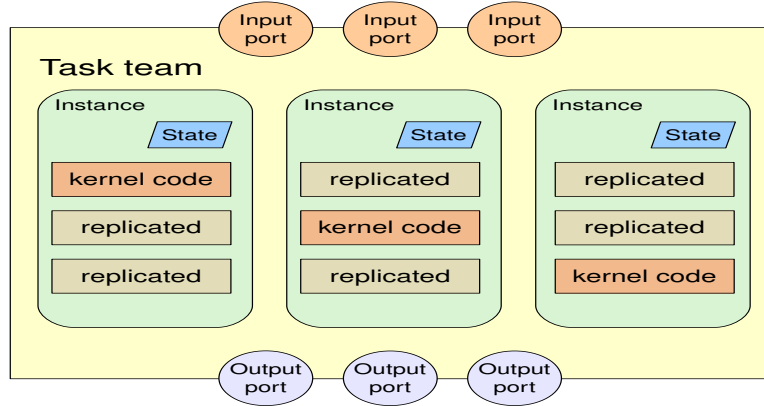 Input port
Input port
Input port
Task team
Instance
State
kernel code
replicated
replicated
Instance
State
replicated
kernel code
replicated
Instance
State
replicated
replicated
kernel code
Output port
Output port
Output port